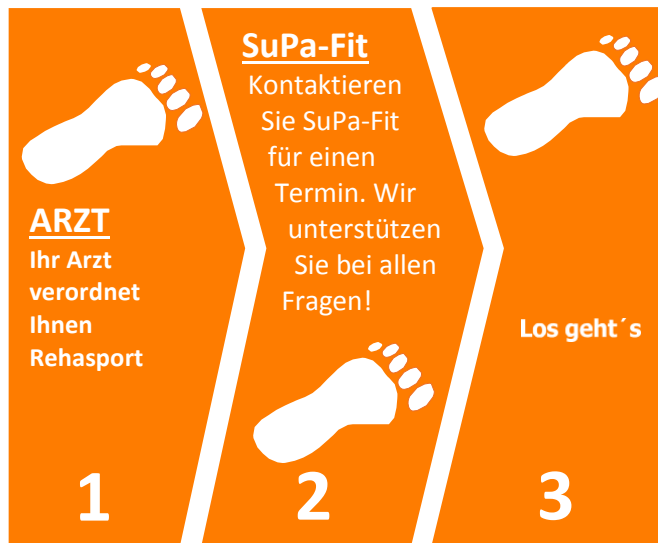 ARZT
Ihr Arzt
verordnet
Ihnen
Rehasport
1
SuPa-Fit
Kontaktieren
Sie SuPa-Fit
für einen
Termin. Wir
unterstützen
Sie bei allen
Fragen!
2
Los geht´s
3